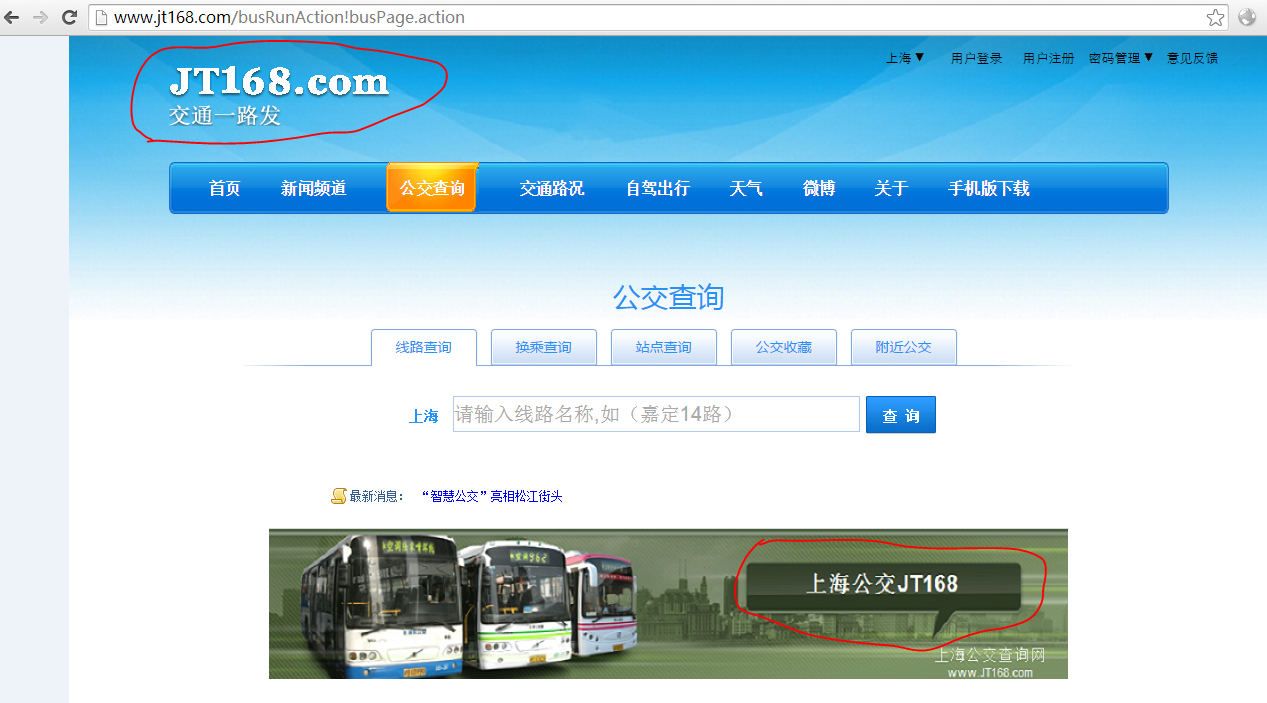 www.jt168.com/busRunAction!busPage.action
JT168.com
交通一路发
上海▼ 用户登录 用户注册 密码管理▼ 意见反馈
首页 新闻频道 公交查询 交通路况 自驾出行 天气 微博 关于 手机版下载
公交查询
线路查询 换乘查询 站点查询 公交收藏 附近公交
上海 请输入线路名称,如（嘉定14路） 查 询
最新消息： “智慧公交”亮相松江街头
上海公交JT168
上海公交查询网
www.JT168.com